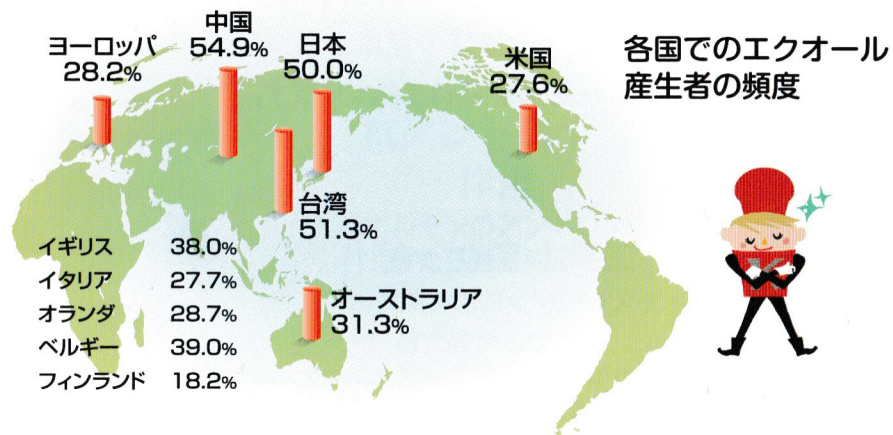 各国でのエクオール
産生者の頻度
ヨーロッパ
28.2%
中国
54.9%
日本
50.0%
米国
27.6%
台湾
51.3%
オーストラリア
31.3%
イギリス 38.0%
イタリア 27.7%
オランダ 28.7%
ベルギー 39.0%
フィンランド 18.2%